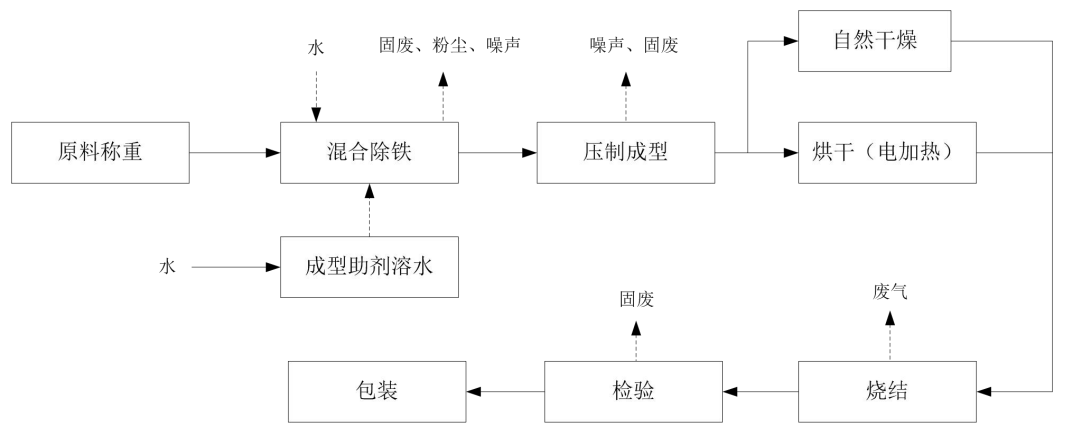 自然干燥
水
固废、粉尘、噪声
噪声、固废
原料称重
混合除铁
压制成型
烘干（电加热）
水
成型助剂溶水
固废
废气
包装
检验
烧结